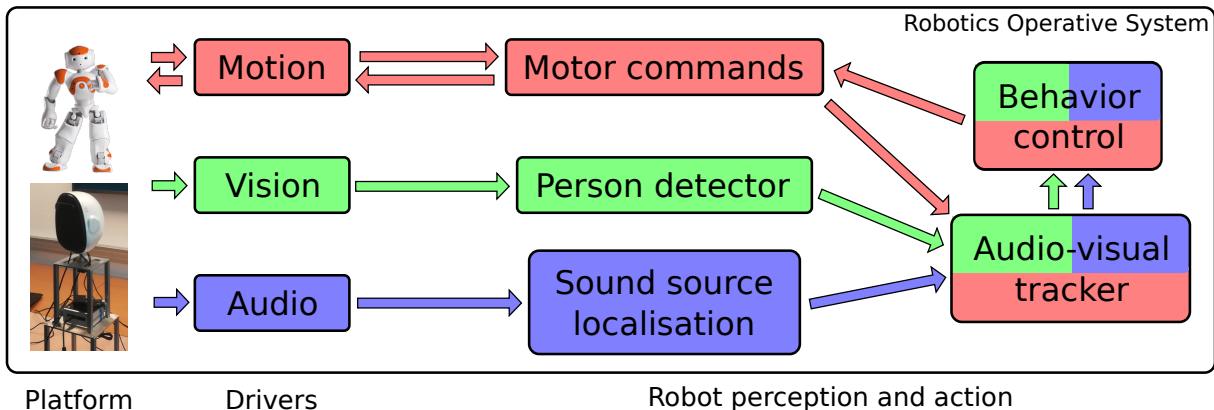 Robotics Operative System
Motion
Motor commands
Behavior
control
Vision
Person detector
Audio-visual
tracker
Audio
Sound source
localisation
Platform
Drivers
Robot perception and action